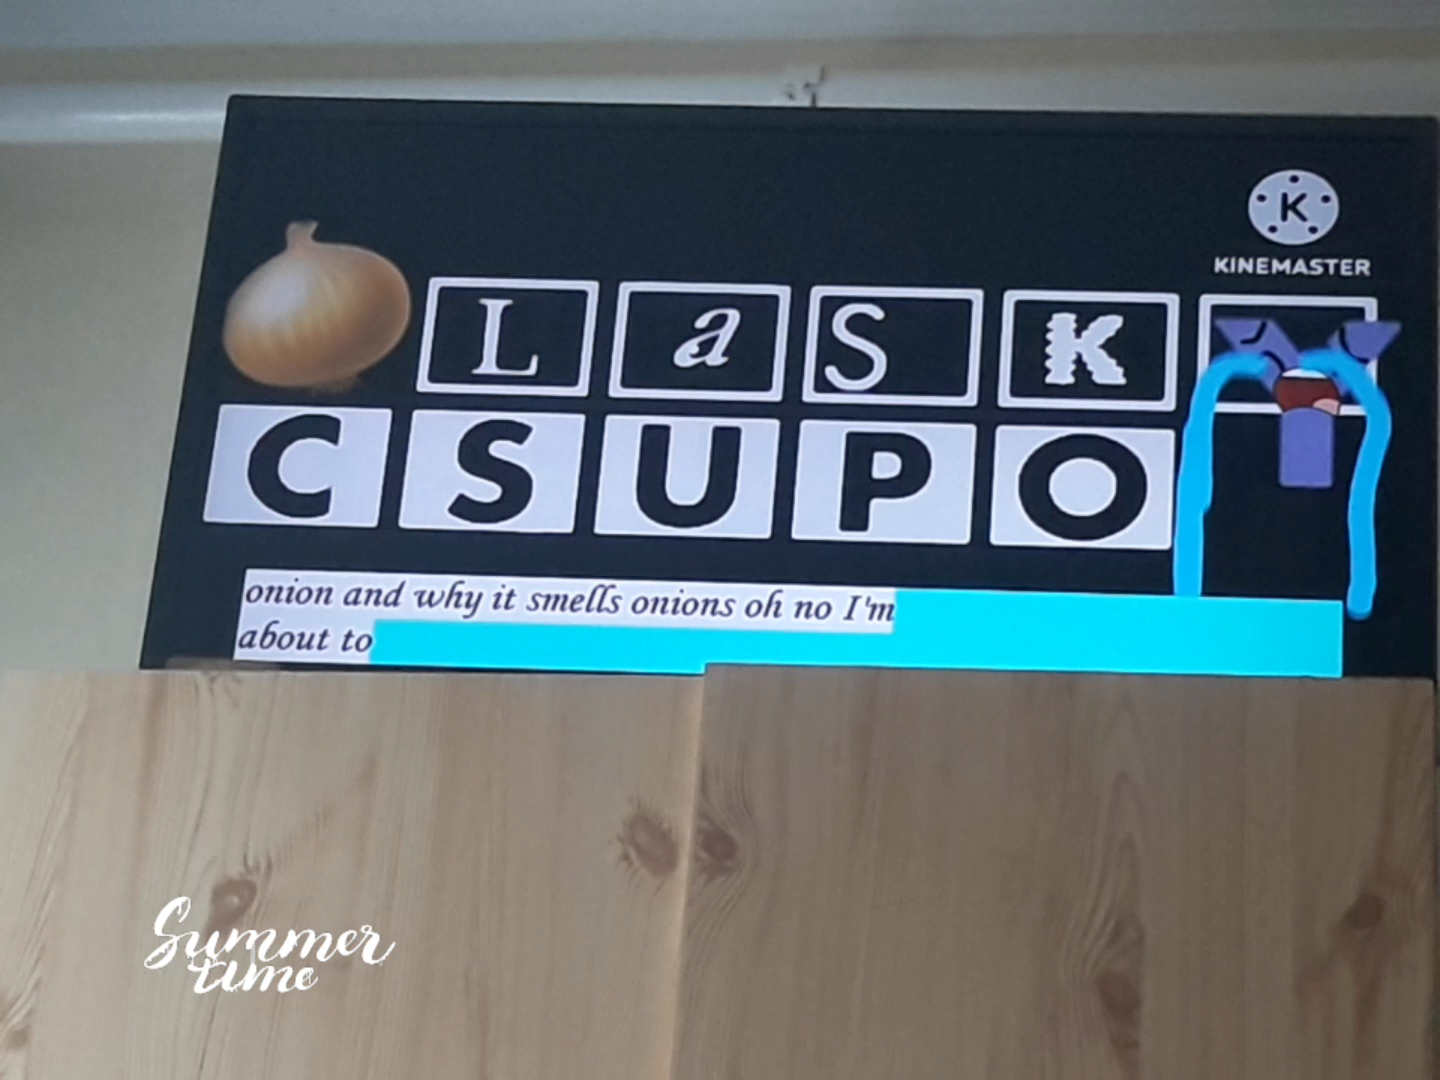 K
KINEMASTER
L a S K
C S U P O
onion and why it smells onions oh no I'm
about to
Summer
time